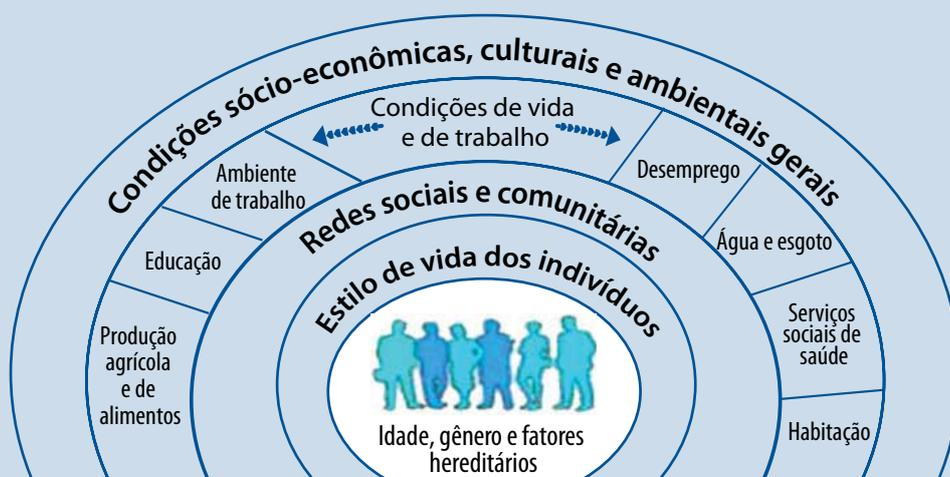 Condições sócio-econômicas, culturais e ambientais gerais
Condições de vida
e de trabalho
Ambiente
de trabalho
Educação
Produção
agrícola
e de
alimentos
Desemprego
Água e esgoto
Serviços
sociais de
saúde
Habitação
Redes sociais e comunitárias
Estilo de vida dos indivíduos
Idade, gênero e fatores
hereditários